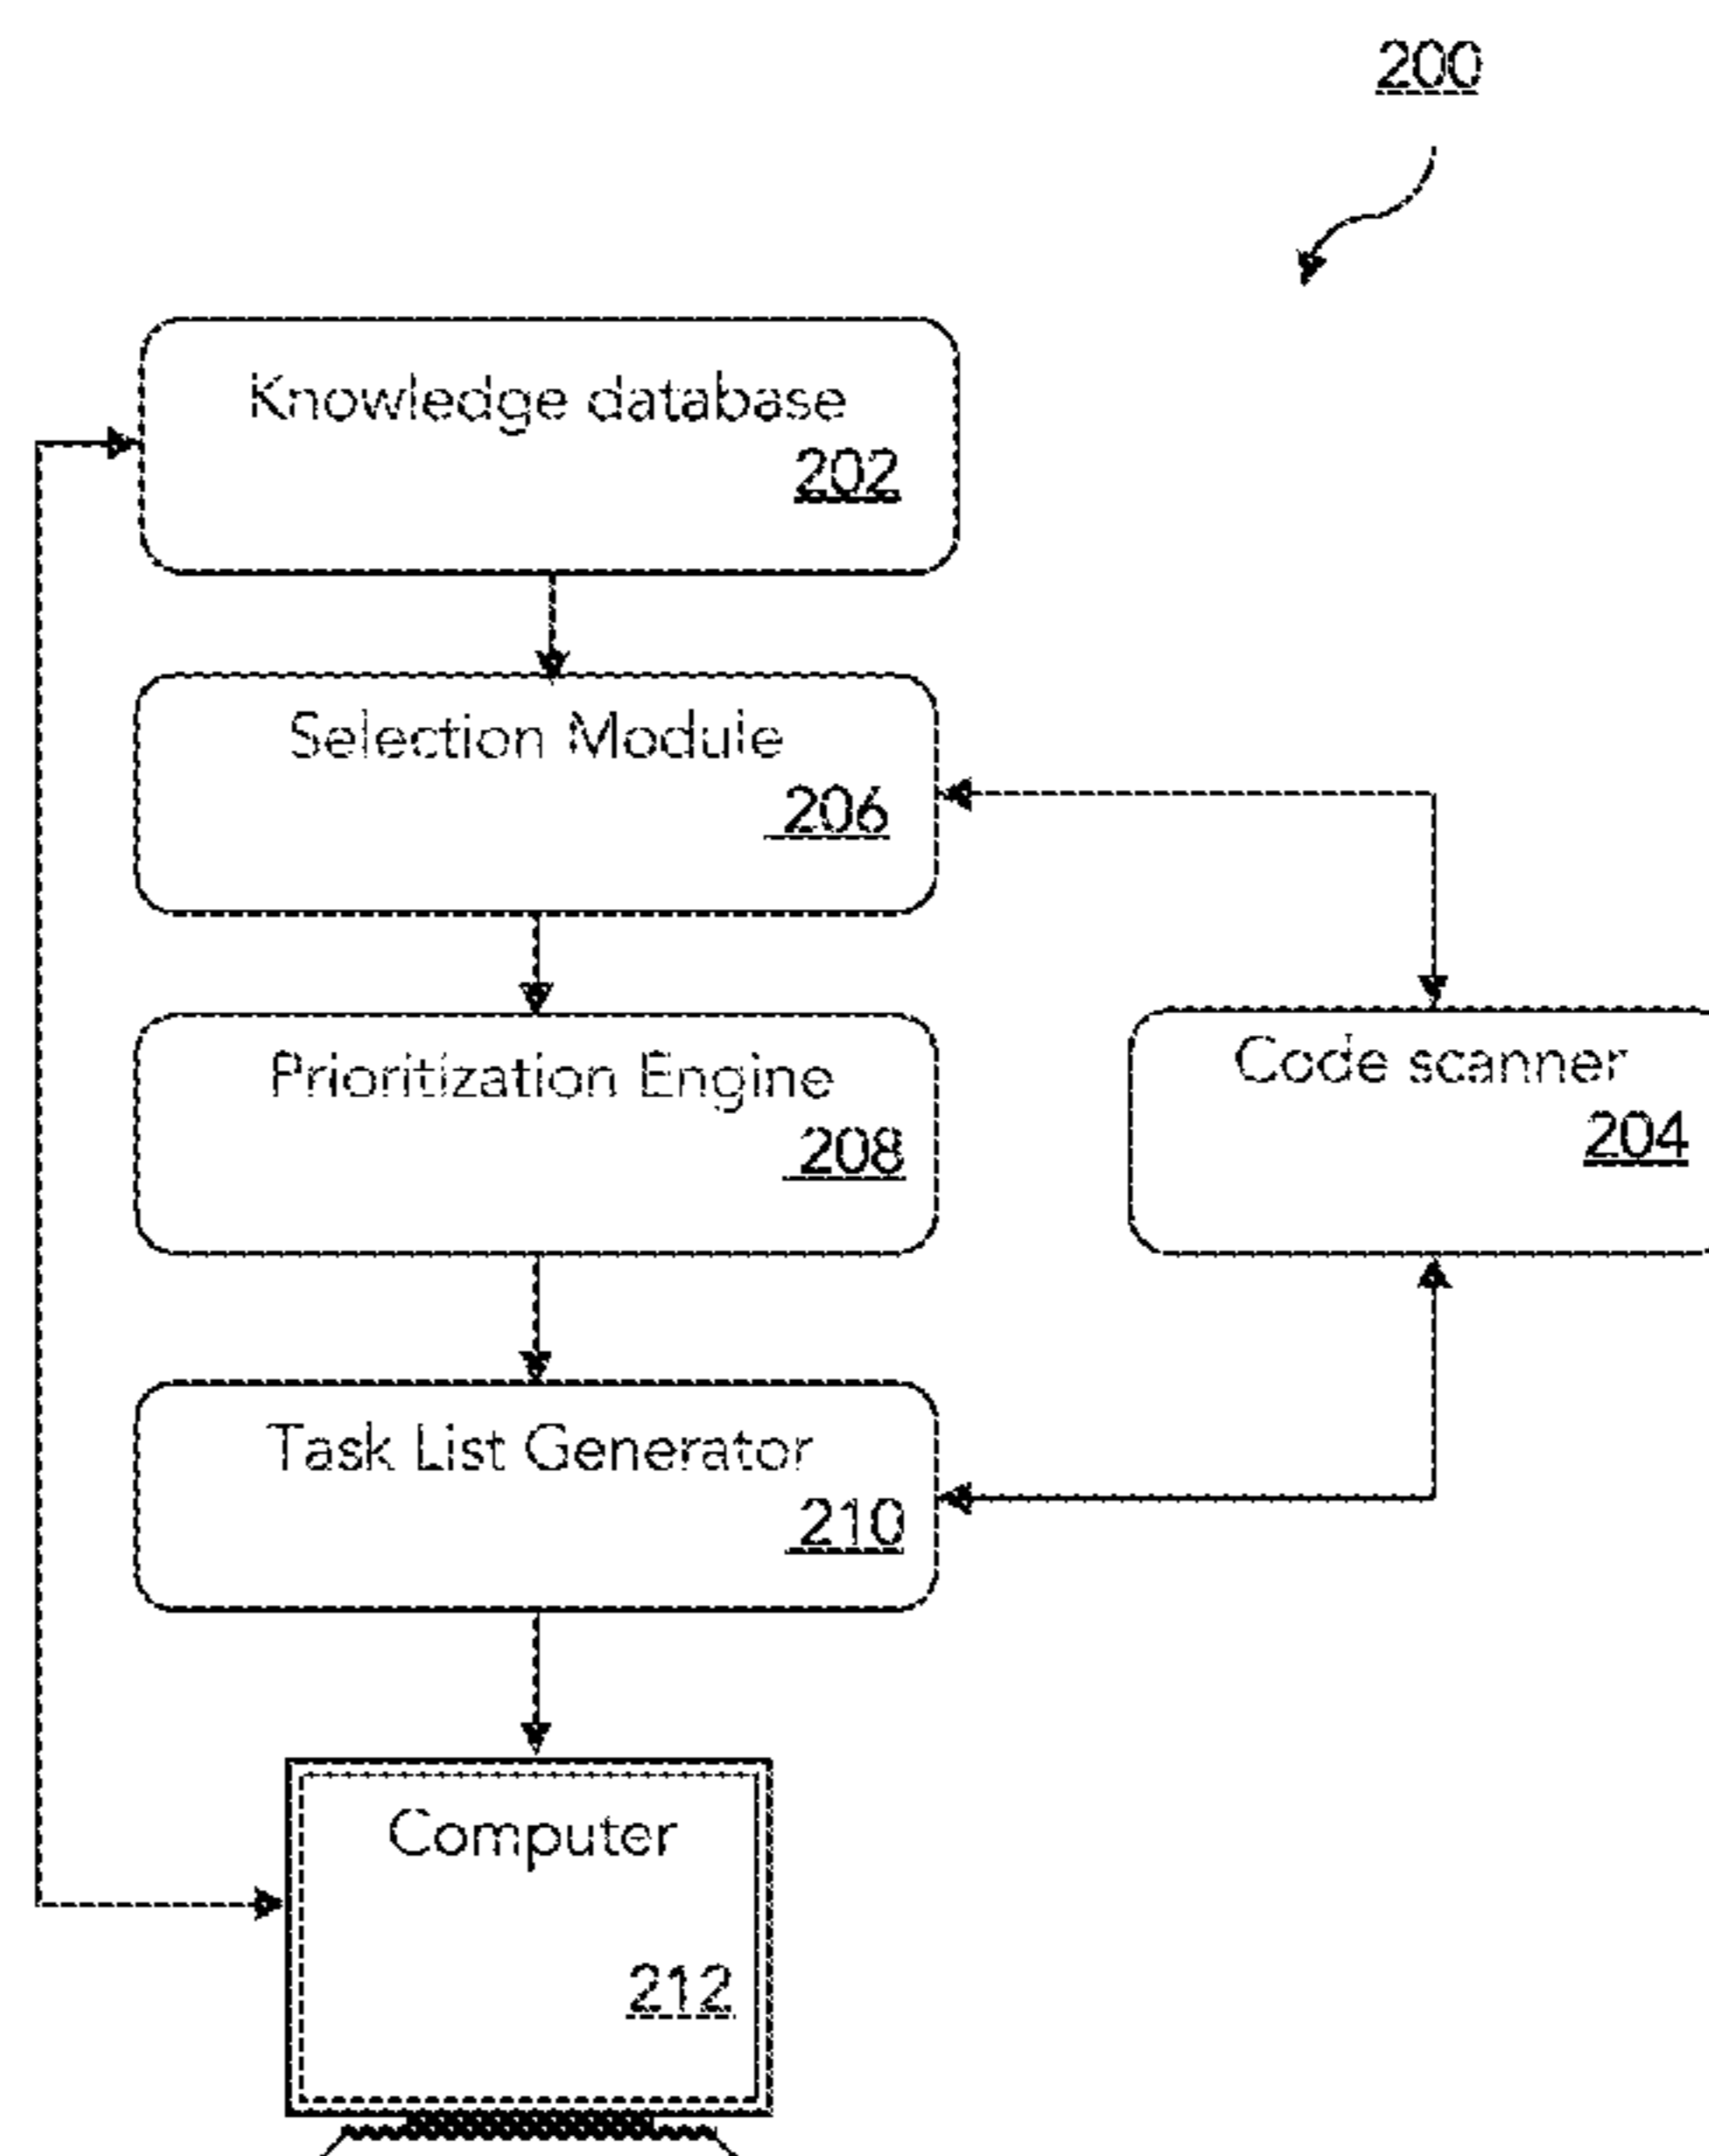 200
Knowledge database
202
Selection Module
206
Prioritization Engine
208
Code scanner
204
Task List Generator
210
Computer
212